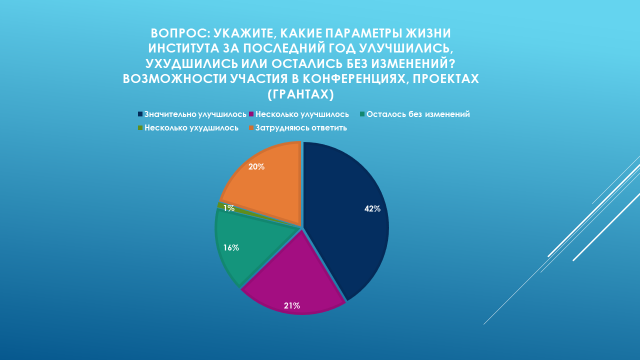 ВОПРОС: УКАЖИТЕ, КАКИЕ ПАРАМЕТРЫ ЖИЗНИ
ИНСТИТУТА ЗА ПОСЛЕДНИЙ ГОД УЛУЧШИЛИСЬ,
УХУДШИЛИСЬ ИЛИ ОСТАЛИСЬ БЕЗ ИЗМЕНЕНИЙ?
ВОЗМОЖНОСТИ УЧАСТИЯ В КОНФЕРЕНЦИЯХ, ПРОЕКТАХ
(ГРАНТАХ)
Значительно улучшилось Несколько улучшилось Осталось без изменений
Несколько ухудшилось Затрудняюсь ответить
20%
42%
1%
16%
21%